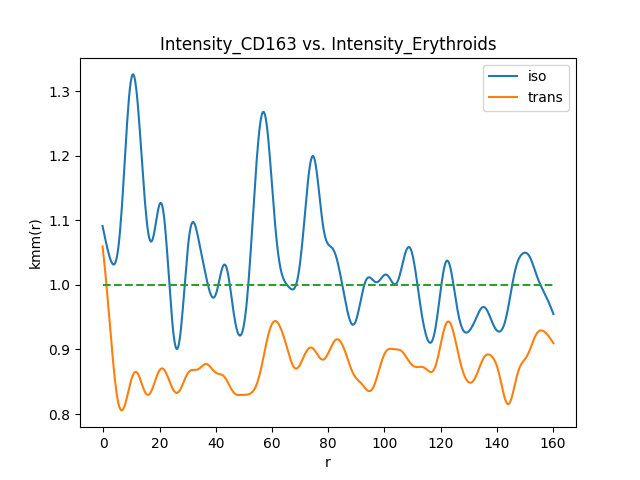 Intensity_CD163 vs. Intensity_Erythroids
iso
trans
kmm(r)
1.3
1.2
1.1
1.0
0.9
0.8
0 20 40 60 80 100 120 140 160
r